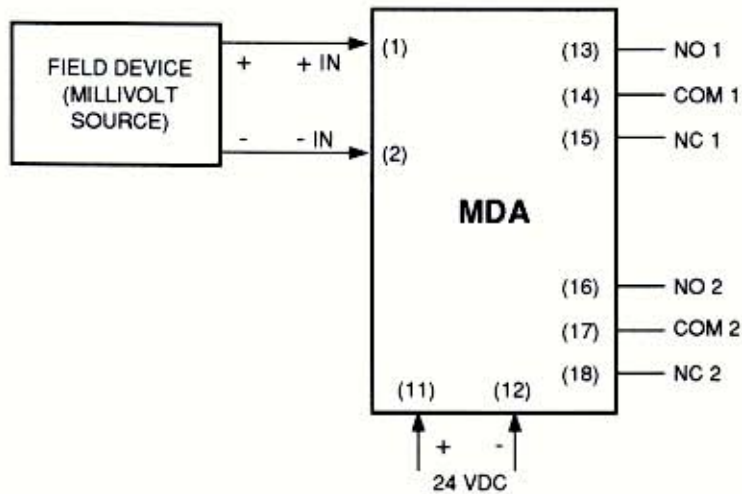 FIELD DEVICE
(MILLIVOLT
SOURCE)
+ + IN
- - IN
(1)
(2)
MDA
(13) NO 1
(14) COM 1
(15) NC 1
(16) NO 2
(17) COM 2
(18) NC 2
(11) (12)
+ -
24 VDC